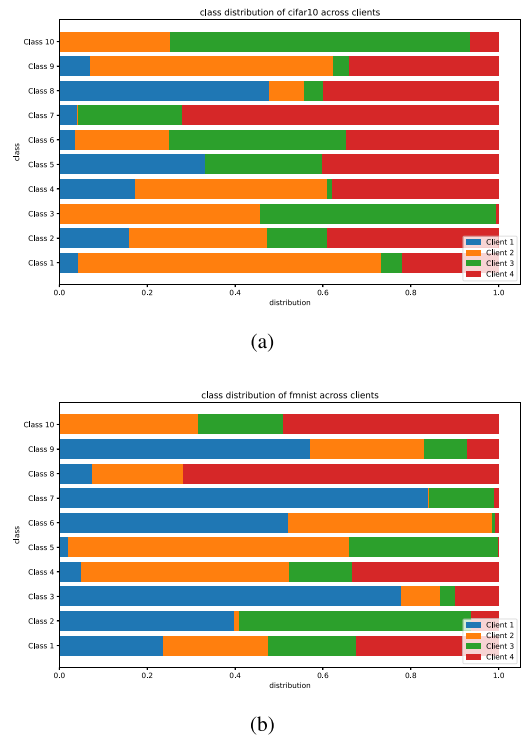 class distribution of cifar10 across clients
Class 10
Class 9
Class 8
Class 7
Class 6
Class 5
Class 4
Class 3
Class 2
Class 1
class
Client 1
Client 2
Client 3
Client 4
0.0 0.2 0.4 0.6 0.8 1.0
distribution
(a)
class distribution of fmnist across clients
Class 10
Class 9
Class 8
Class 7
Class 6
Class 5
Class 4
Class 3
Class 2
Class 1
class
Client 1
Client 2
Client 3
Client 4
0.0 0.2 0.4 0.6 0.8 1.0
distribution
(b)